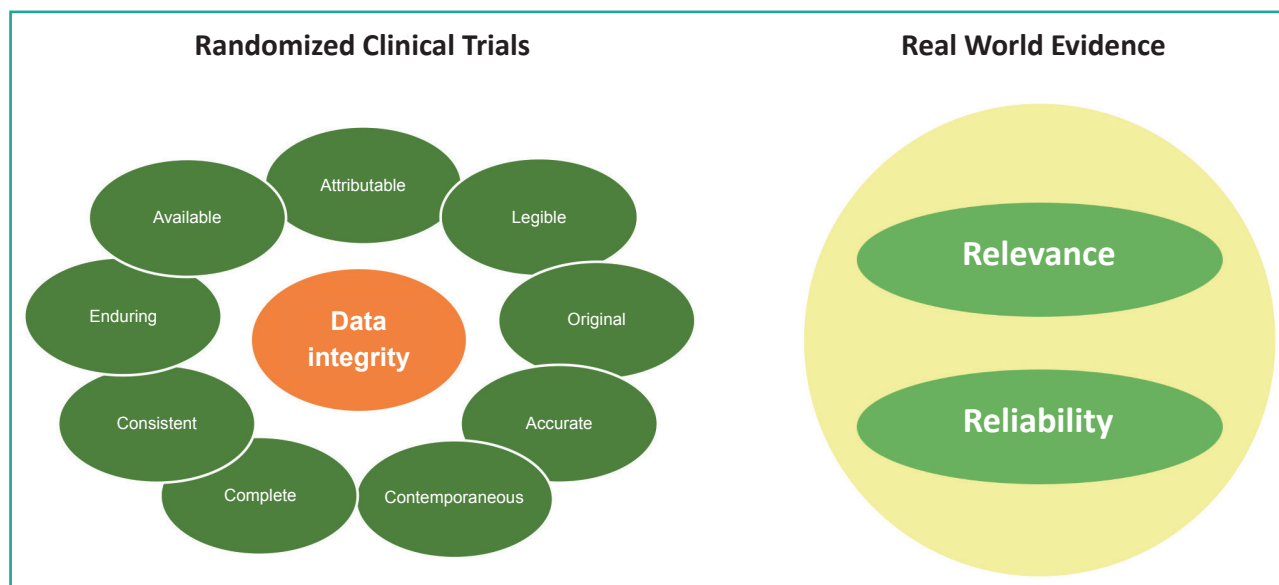 Randomized Clinical Trials
Attributable
Legible
Original
Accurate
Contemporaneous
Complete
Consistent
Enduring
Available
Data
integrity
Real World Evidence
Relevance
Reliability